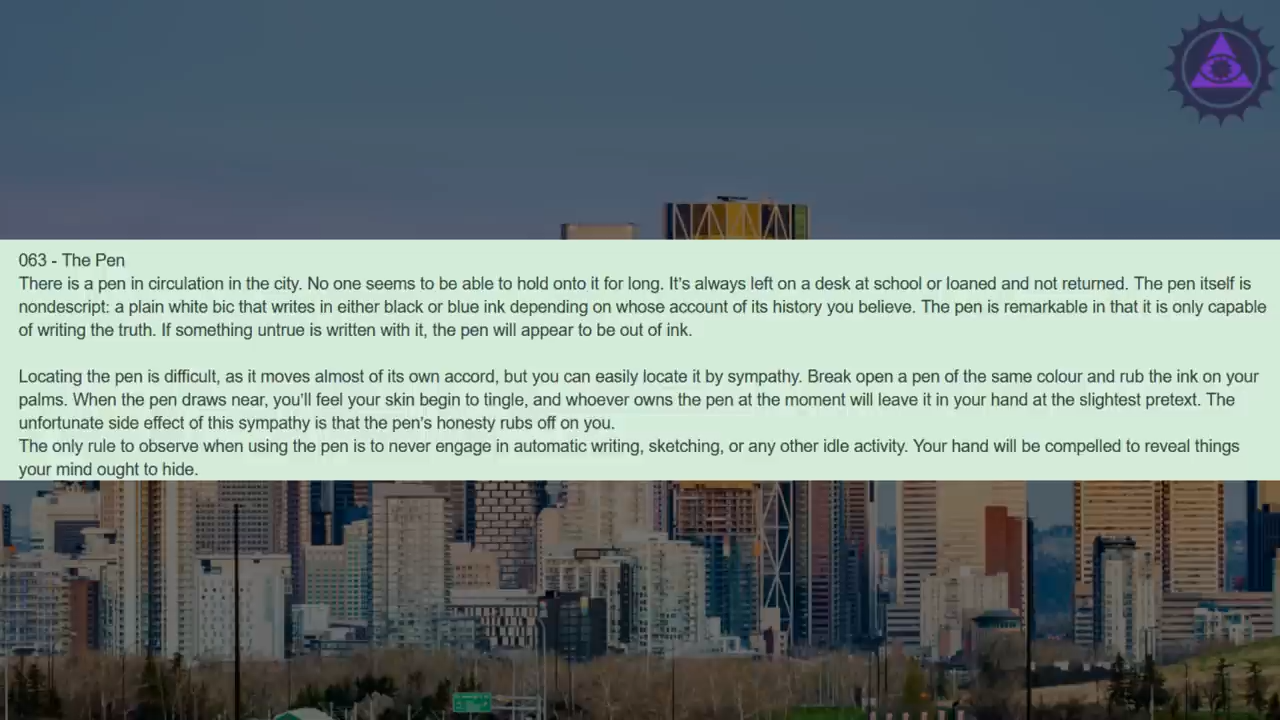 063 - The Pen
There is a pen in circulation in the city. No one seems to be able to hold onto it for long. It's always left on a desk at school or loaned and not returned. The pen itself is
nondescript: a plain white bic that writes in either black or blue ink depending on whose account of its history you believe. The pen is remarkable in that it is only capable
of writing the truth. If something untrue is written with it, the pen will appear to be out of ink.
Locating the pen is difficult, as it moves almost of its own accord, but you can easily locate it by sympathy. Break open a pen of the same colour and rub the ink on your
palms. When the pen draws near, you'll feel your skin begin to tingle, and whoever owns the pen at the moment will leave it in your hand at the slightest pretext. The
unfortunate side effect of this sympathy is that the pen's honesty rubs off on you.
The only rule to observe when using the pen is to never engage in automatic writing, sketching, or any other idle activity. Your hand will be compelled to reveal things
your mind ought to hide.